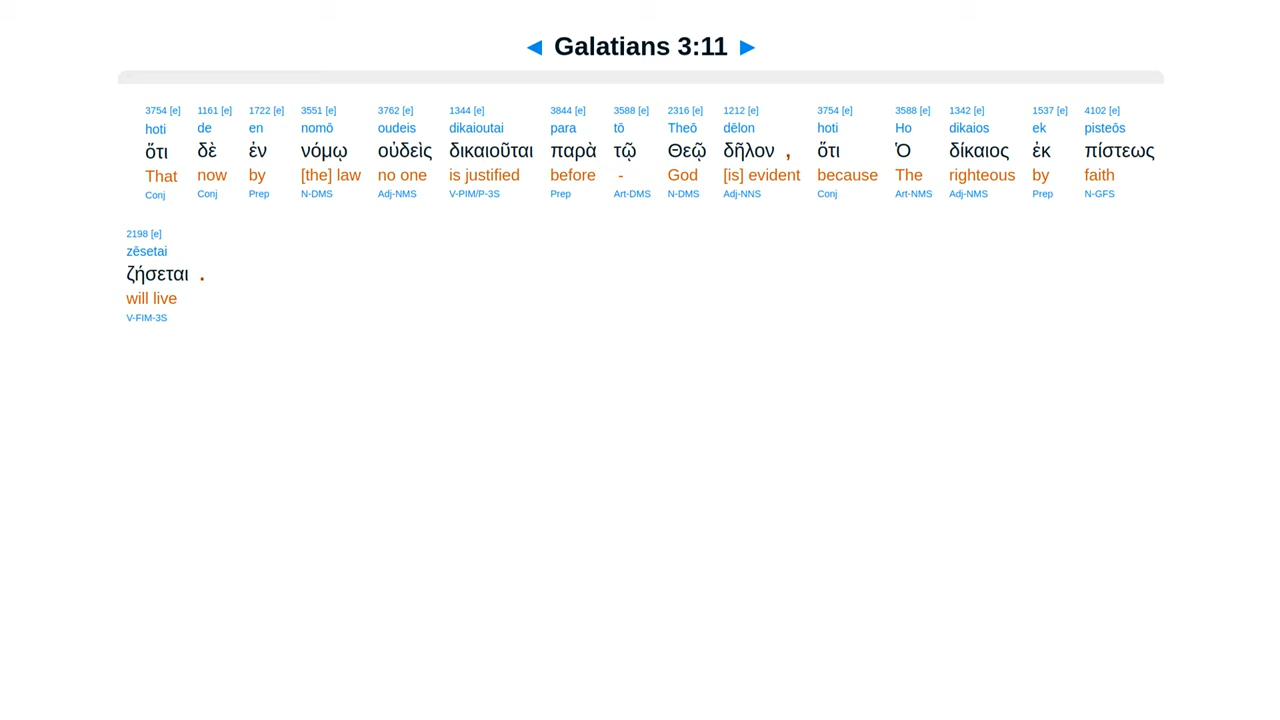 ◄ Galatians 3:11 ►
3754 [e] 1161 [e] 1722 [e] 3551 [e] 3762 [e] 1344 [e] 3844 [e] 3588 [e] 2316 [e] 1212 [e] 3754 [e] 3588 [e] 1342 [e] 1537 [e] 4102 [e]
hoti de en nomō oudeis dikaioutai para tō Theō dēlon hoti Ho dikaios ek pisteōs
ὅτι δὲ ἐν νόμῳ οὐδεὶς δικαιοῦται παρὰ τῷ Θεῷ δῆλον , ὅτι Ὁ δίκαιος ἐκ πίστεως
That now by [the] law no one is justified before - God [is] evident because The righteous by faith
Conj Conj Prep N-DMS Adj-NMS V-PIM/P-3S Prep Art-DMS N-DMS Adj-NNS Conj Art-NMS Adj-NMS Prep N-GFS
2198 [e]
zēsetai
ζήσεται .
will live
V-FIM-3S